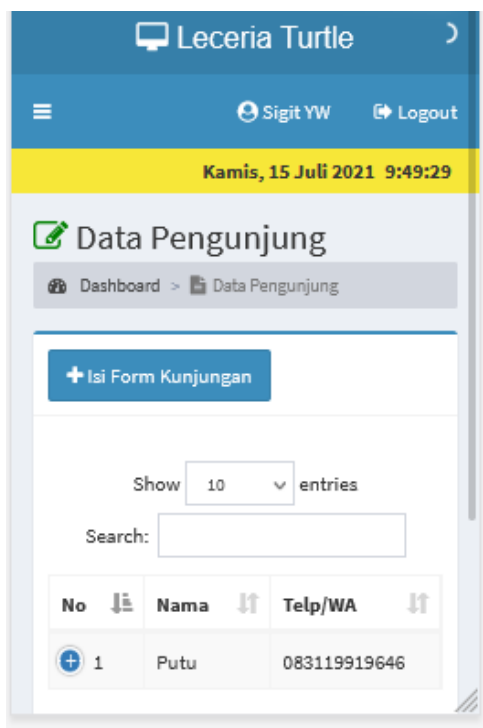 Leceria Turtle
Sigit YW Logout
Kamis, 15 Juli 2021 9:49:29
Data Pengunjung
Dashboard > Data Pengunjung
Isi Form Kunjungan
Show 10 entries
Search:
No Nama Telp/WA
1 Putu 083119919646